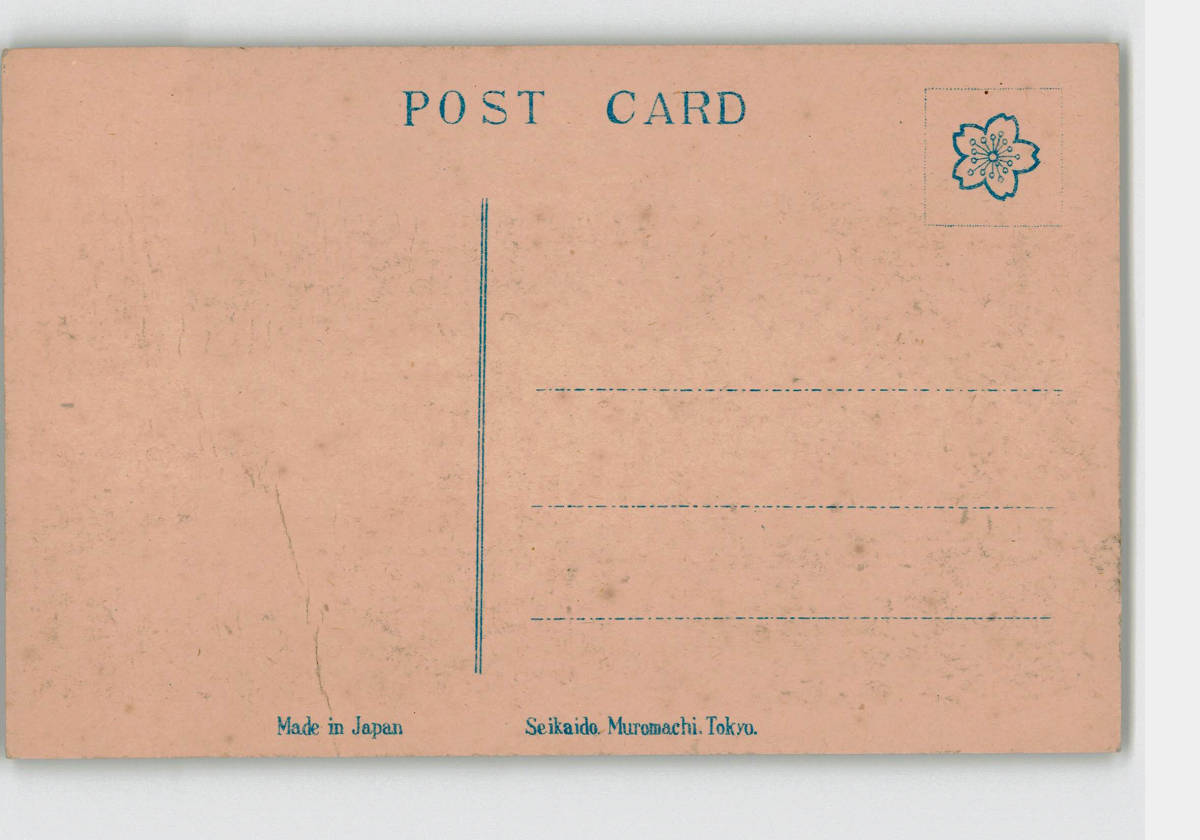 POST CARD
Made in Japan
Seikaido. Muromachi. Tokyo.